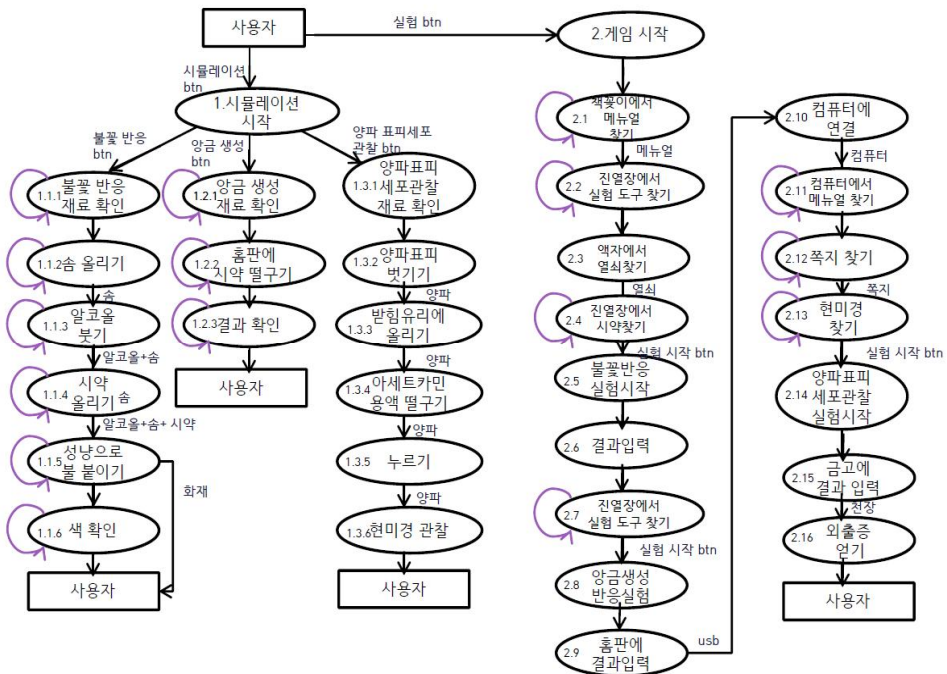 사용자
실험 btn
2.게임 시작
시뮬레이션
btn
1.시뮬레이션
시작
불꽃 반응
btn
앙금 생성
btn
양파 표피세포
관찰 btn
1.1.1
불꽃 반응
재료 확인
1.1.2
솜 올리기
솜
1.1.3
알코올
붓기
알코올+솜
1.1.4
시약
올리기
솜
알코올+솜+ 시약
1.1.5
성냥으로
불 붙이기
화재
1.1.6
색 확인
사용자
1.2.1
앙금 생성
재료 확인
1.2.2
홈판에
시약 떨구기
1.2.3
결과 확인
사용자
1.3.1
양파표피
세포관찰
재료 확인
1.3.2
양파표피
벗기기
양파
1.3.3
받힘유리에
올리기
양파
1.3.4
아세트카민
용액 떨구기
양파
1.3.5
누르기
양파
1.3.6
현미경 관찰
사용자
2.1
책꽂이에서
메뉴얼
찾기
메뉴얼
2.2
진열장에서
실험 도구 찾기
2.3
액자에서
열쇠찾기
열쇠
2.4
진열장에서
시약찾기
실험 시작 btn
2.5
불꽃반응
실험시작
2.6
결과입력
2.7
진열장에서
실험 도구 찾기
실험 시작 btn
2.8
앙금생성
반응실험
2.9
홈판에
결과입력
usb
2.10
컴퓨터에
연결
컴퓨터
2.11
컴퓨터에서
메뉴얼 찾기
2.12
쪽지 찾기
쪽지
2.13
현미경
찾기
실험 시작 btn
2.14
양파표피
세포관찰
실험시작
2.15
금고에
결과 입력
천장
2.16
외출증
얻기
사용자